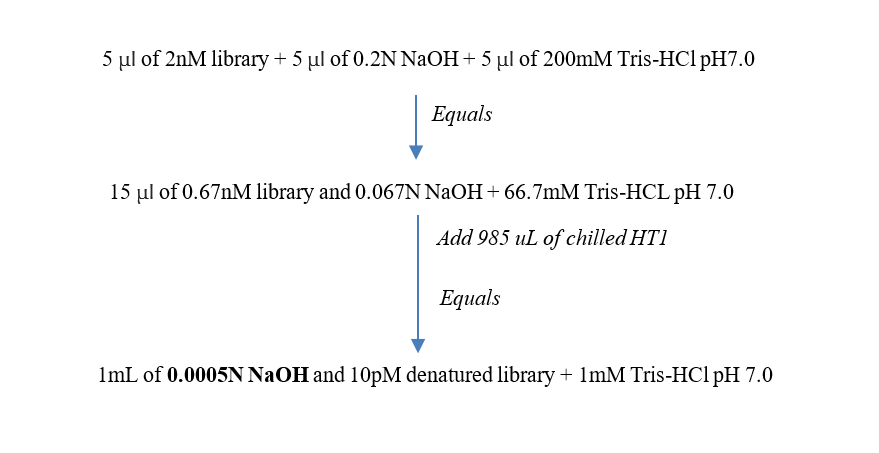 5 µl of 2nM library + 5 µl of 0.2N NaOH + 5 µl of 200mM Tris-HCl pH7.0
Equals
15 µl of 0.67nM library and 0.067N NaOH + 66.7mM Tris-HCL pH 7.0
Add 985 uL of chilled HT1
Equals
1mL of 0.0005N NaOH and 10pM denatured library + 1mM Tris-HCl pH 7.0